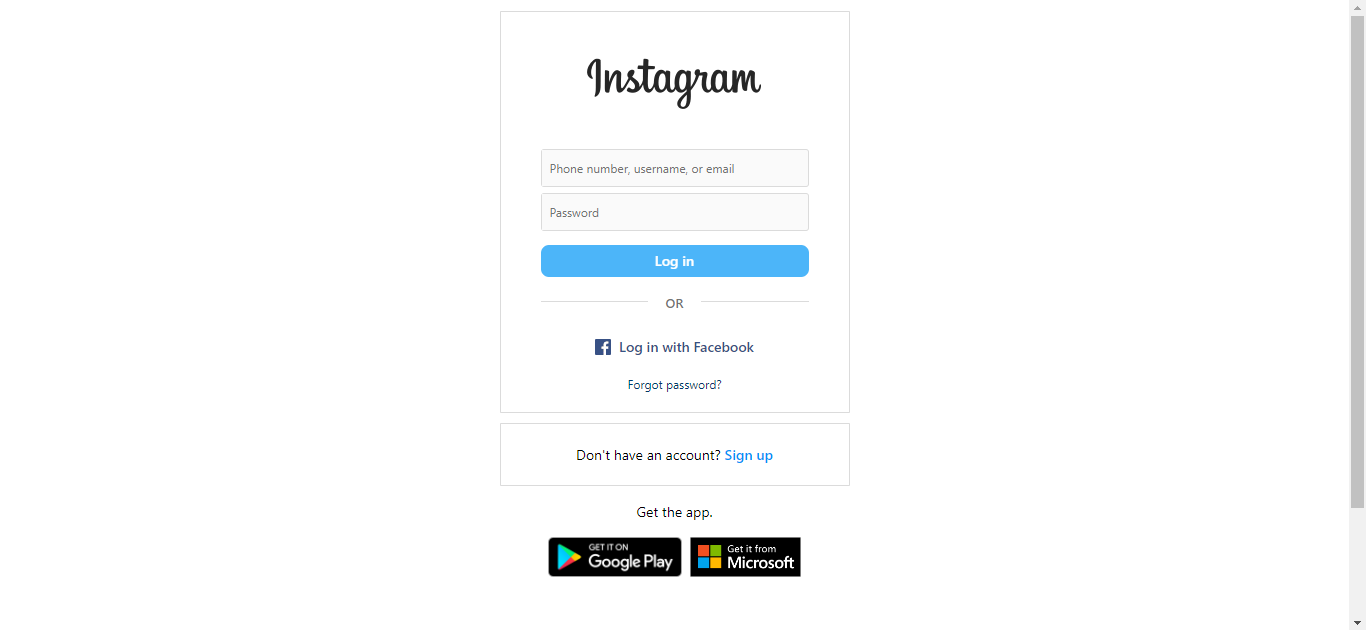 Instagram
Phone number, username, or email
Password
Log in
OR
Log in with Facebook
Forgot password?
Don't have an account? Sign up
Get the app.
GET IT ON
Google Play
Get it from
Microsoft